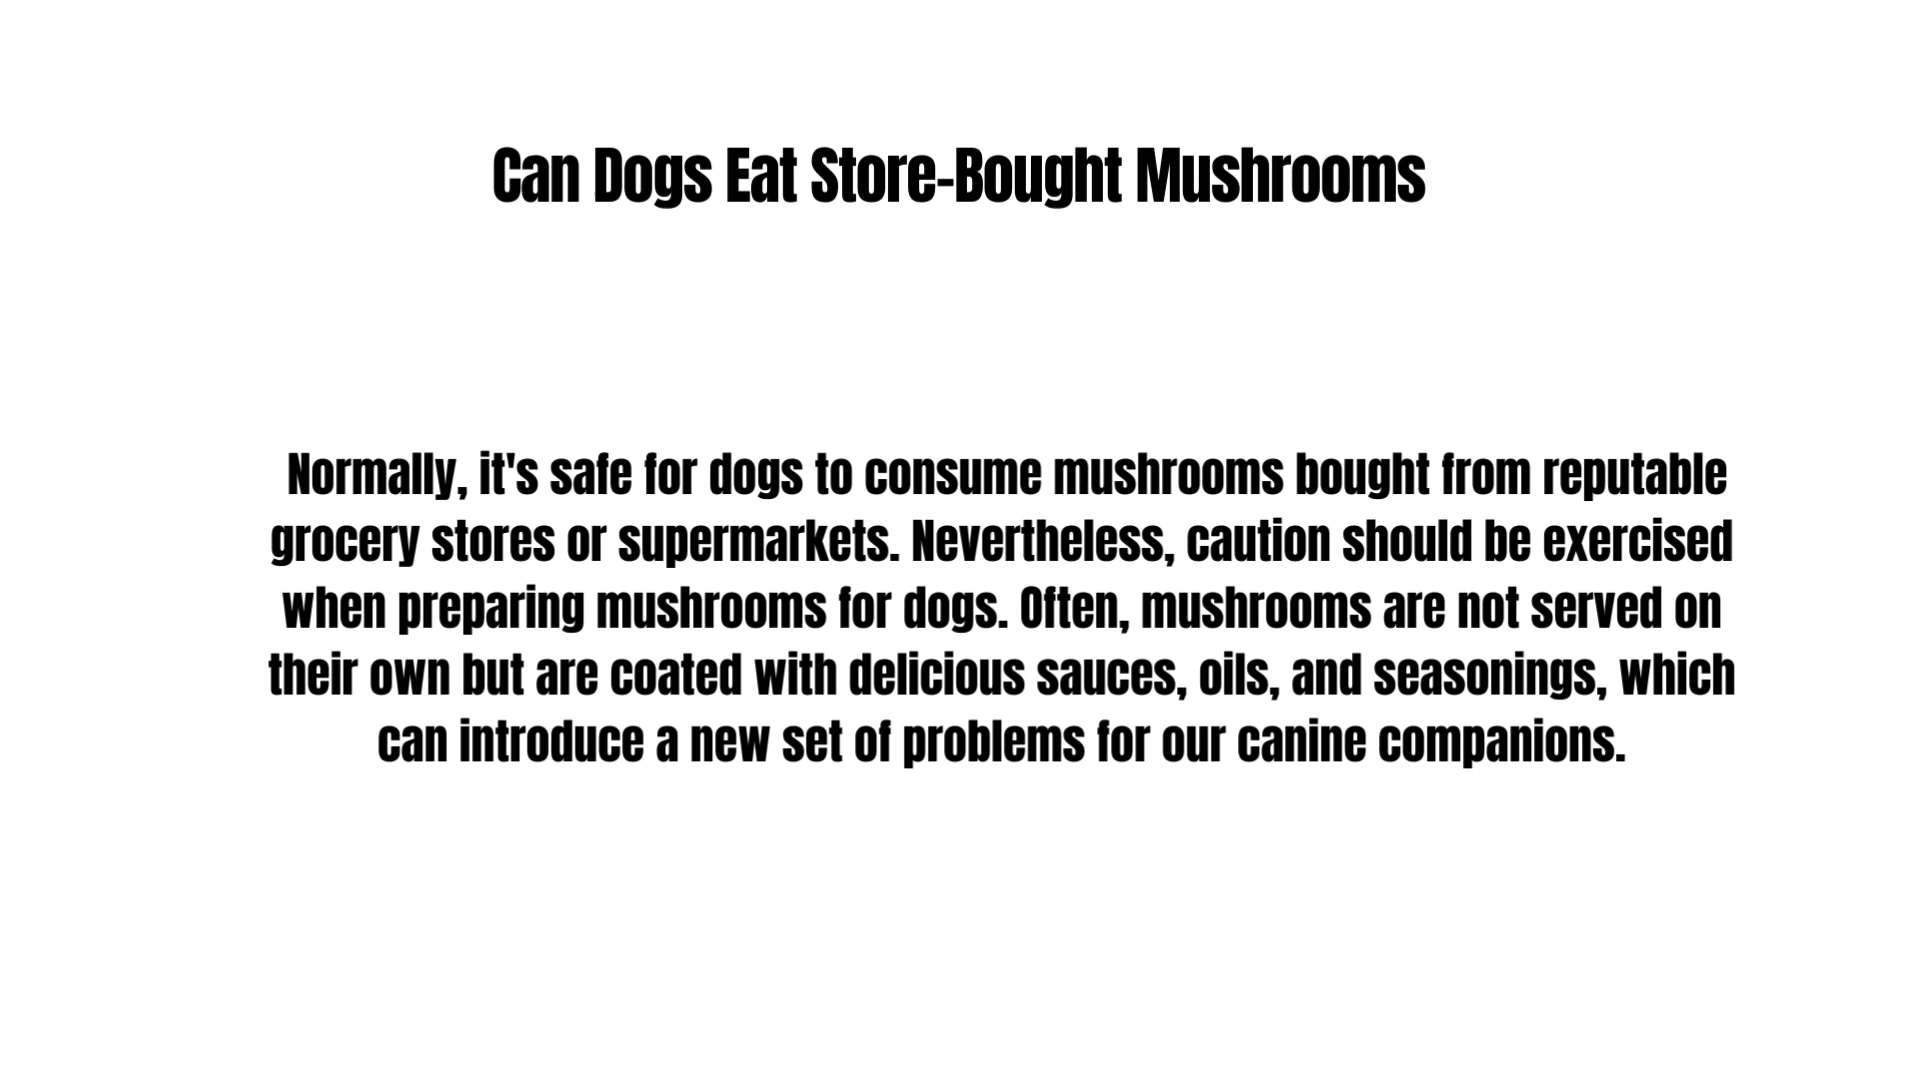 Can Dogs Eat Store-Bought Mushrooms
Normally, it's safe for dogs to consume mushrooms bought from reputable
grocery stores or supermarkets. Nevertheless, caution should be exercised
when preparing mushrooms for dogs. Often, mushrooms are not served on
their own but are coated with delicious sauces, oils, and seasonings, which
can introduce a new set of problems for our canine companions.